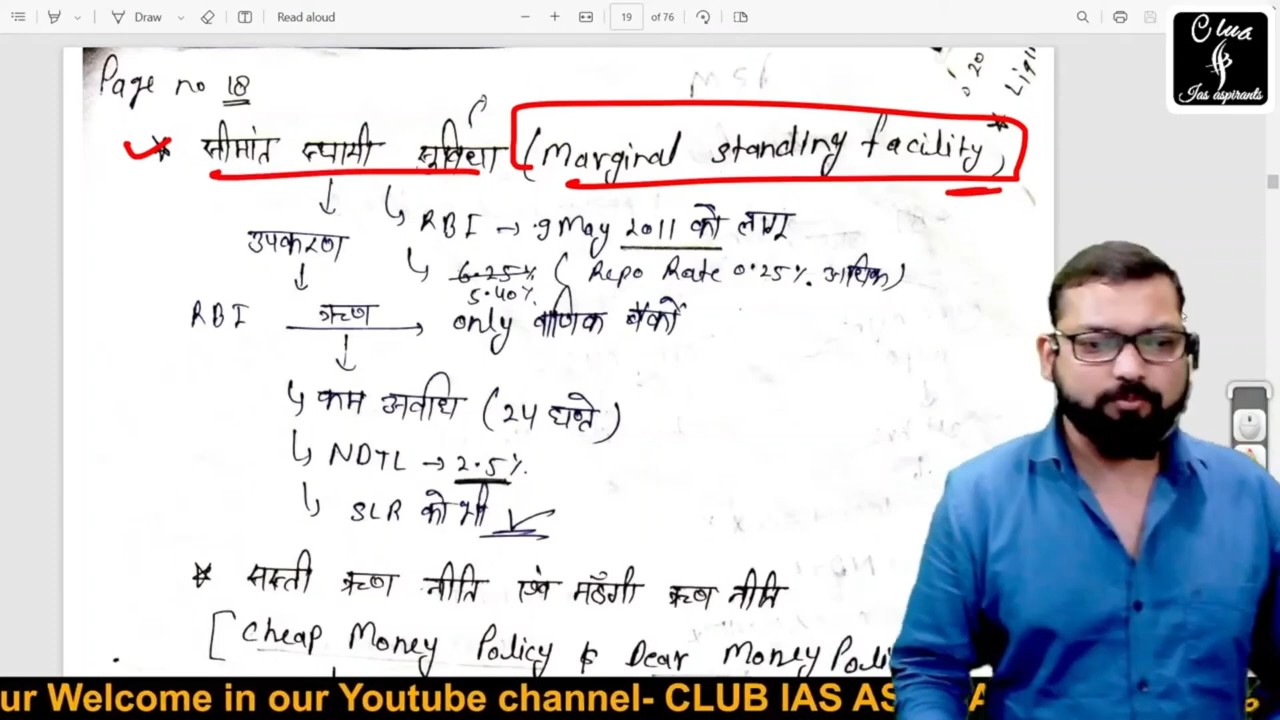 Draw
Read aloud
19 of 76
Clua
Ias aspirants
Page no 18
MSF
* सीमांत स्थायी सुविधा (Marginal standing facility)
RBI → 9 May 2011 को लागू
उपकरण
6.25% ( Repo Rate 0.25% अधिक)
5.40%
RBI ऋण only वाणिक बैंकों
कम अवधि (24 घण्टे)
NDTL → 2.5%
SLR को भी
* सस्ती ऋण नीति एवं महँगी ऋण नीति
[Cheap Money Policy & Dear Money Poli
ur Welcome in our Youtube channel- CLUB IAS AS